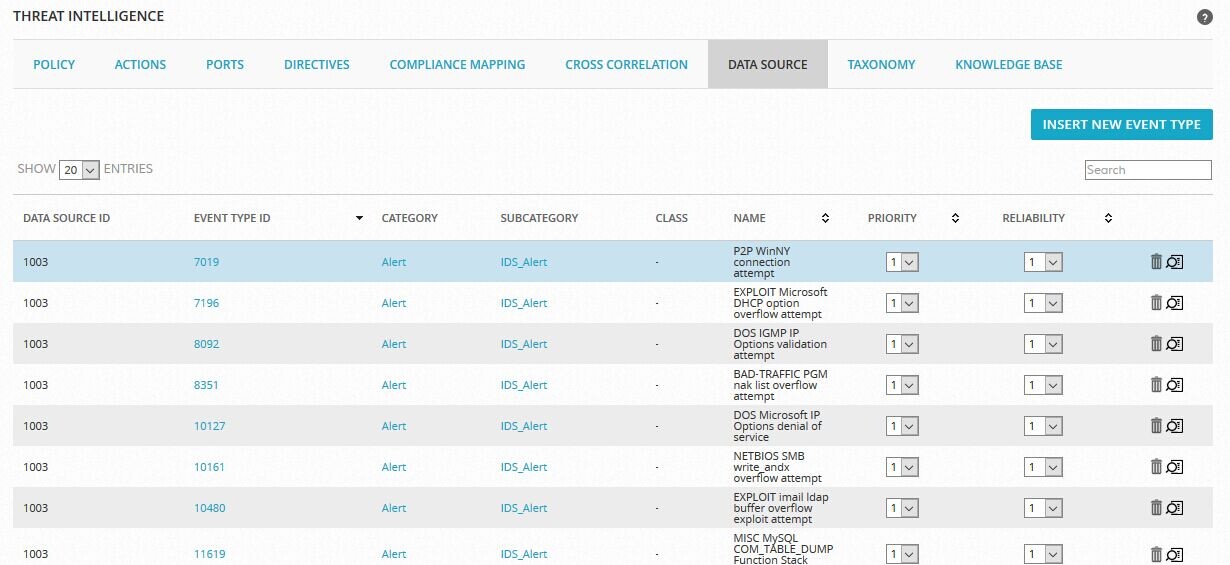 THREAT INTELLIGENCE
?
POLICY ACTIONS PORTS DIRECTIVES COMPLIANCE MAPPING CROSS CORRELATION DATA SOURCE TAXONOMY KNOWLEDGE BASE
INSERT NEW EVENT TYPE
SHOW 20 ENTRIES Search
DATA SOURCE ID EVENT TYPE ID CATEGORY SUBCATEGORY CLASS NAME PRIORITY RELIABILITY
1003 7019 Alert IDS_Alert - P2P WinNY
connection
attempt 1 1
1003 7196 Alert IDS_Alert - EXPLOIT Microsoft
DHCP option
overflow attempt 1 1
1003 8092 Alert IDS_Alert - DOS IGMP IP
Options validation
attempt 1 1
1003 8351 Alert IDS_Alert - BAD-TRAFFIC PGM
nak list overflow
attempt 1 1
1003 10127 Alert IDS_Alert - DOS Microsoft IP
Options denial of
service 1 1
1003 10161 Alert IDS_Alert - NETBIOS SMB
write_andx
overflow attempt 1 1
1003 10480 Alert IDS_Alert - EXPLOIT imail ldap
buffer overflow
exploit attempt 1 1
1003 11619 Alert IDS_Alert - MISC MySQL
COM_TABLE_DUMP
Function Stack 1 1